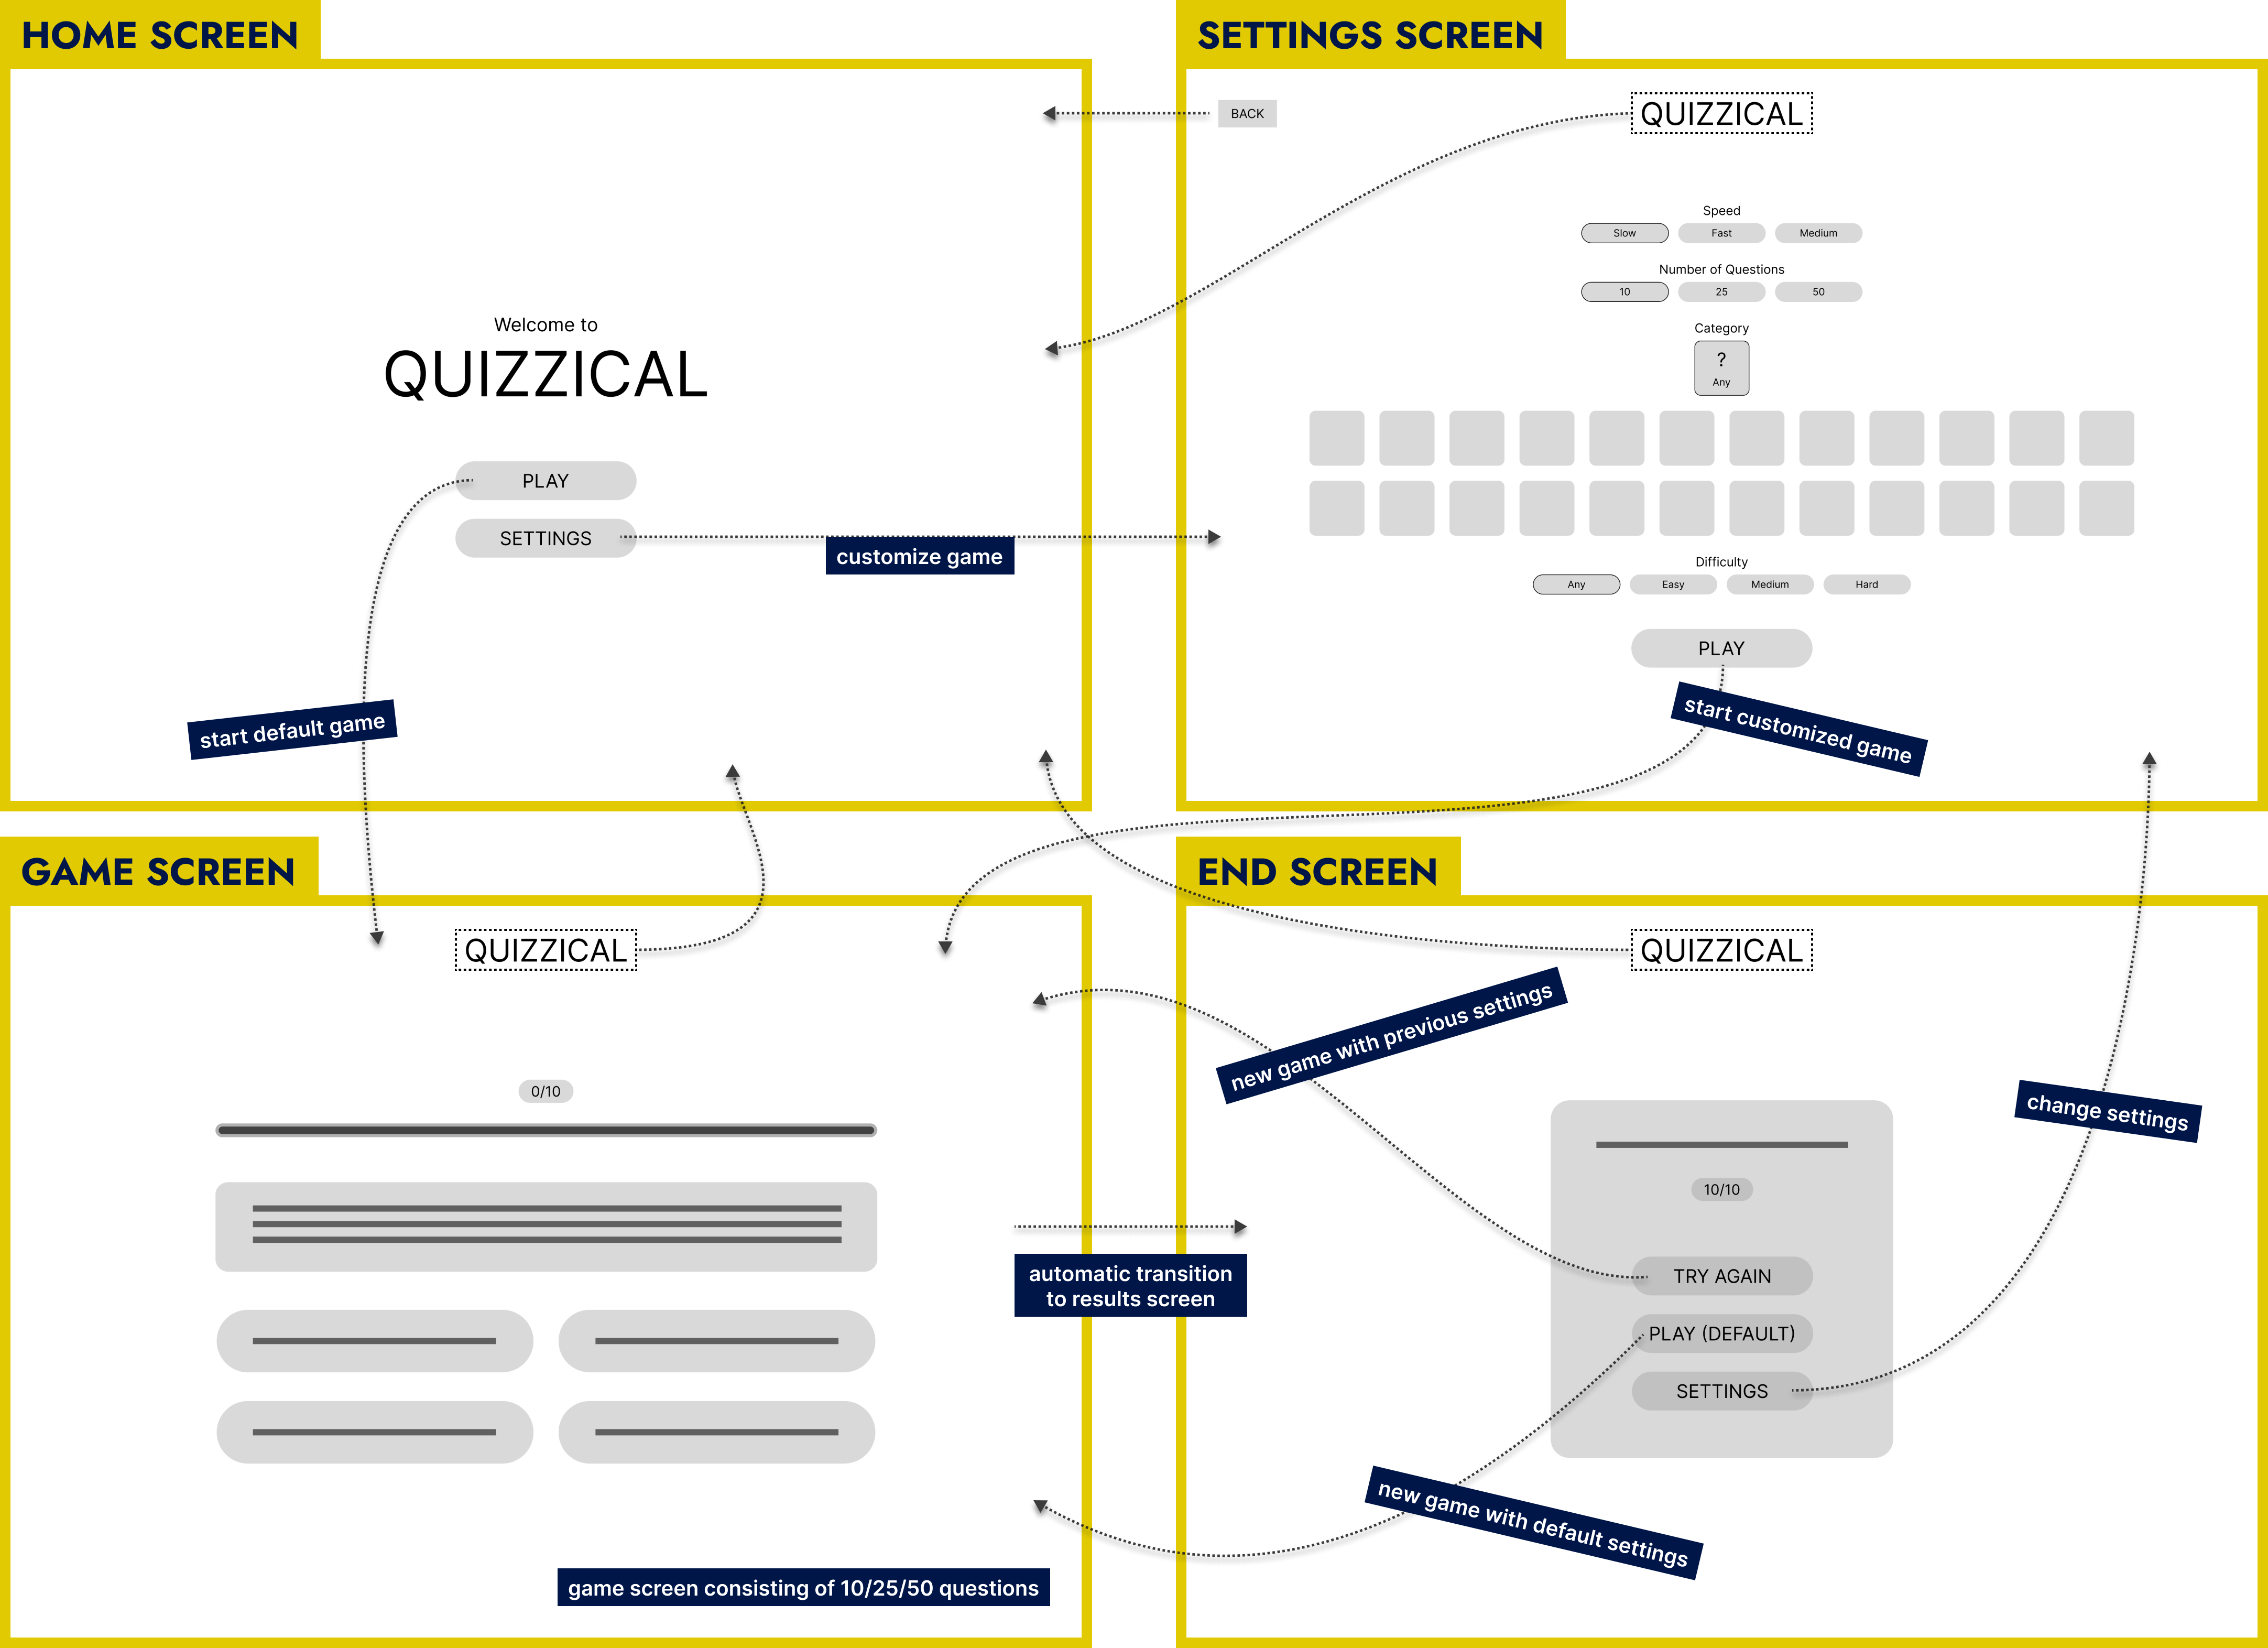 HOME SCREEN
Welcome to
QUIZZICAL
PLAY
SETTINGS
customize game
start default game
SETTINGS SCREEN
BACK
QUIZZICAL
Speed
Slow
Fast
Medium
Number of Questions
10
25
50
Category
?
Any
Difficulty
Any
Easy
Medium
Hard
PLAY
start customized game
GAME SCREEN
QUIZZICAL
0/10
automatic transition
to results screen
game screen consisting of 10/25/50 questions
END SCREEN
QUIZZICAL
new game with previous settings
change settings
10/10
TRY AGAIN
PLAY (DEFAULT)
SETTINGS
new game with default settings